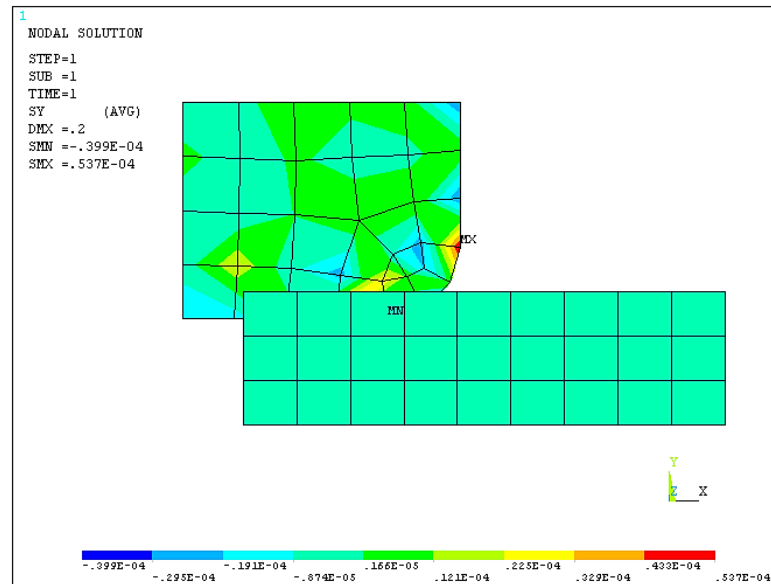 1
NODAL SOLUTION
STEP=1
SUB =1
TIME=1
SY (AVG)
DMX =.2
SMN =-.399E-04
SMX =.537E-04
MX
MN
Y
Z X
-.399E-04 -.191E-04 .166E-05 .225E-04 .433E-04
-.295E-04 -.874E-05 .121E-04 .329E-04 .537E-04